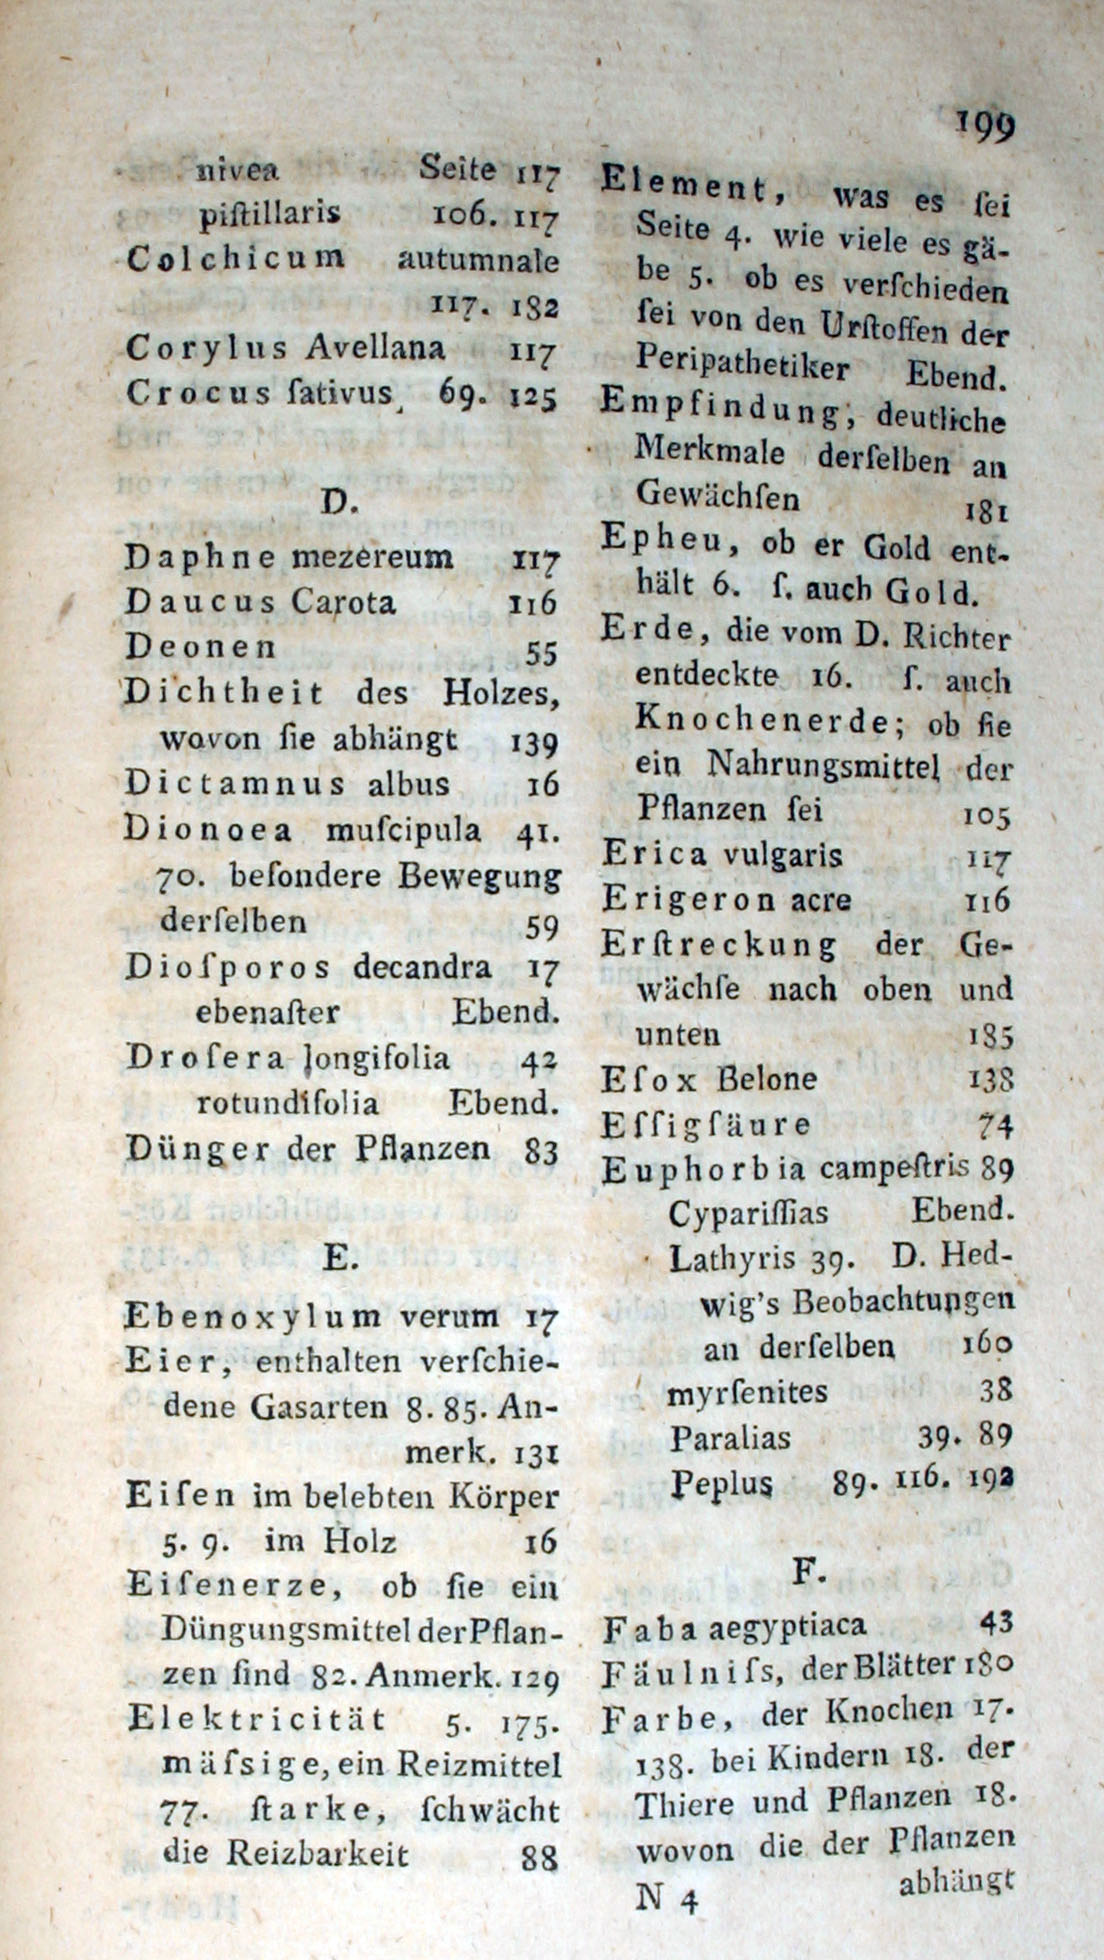 199
nivea Seite 117
piſtillaris 106. 117
Colchicum autumnale
117. 182
Corylus Avellana 117
Crocus ſativus, 69. 125
D.
Daphne mezereum 117
Daucus Carota 116
Deonen 55
Dichtheit des Holzes,
wovon ſie abhängt 139
Dictamnus albus 16
Dionoea muſcipula 41.
70. beſondere Bewegung
derſelben 59
Dioſporos decandra 17
ebenaſter Ebend.
Droſera longifolia 42
rotundifolia Ebend.
Dünger der Pflanzen 83
E.
Ebenoxylum verum 17
Eier, enthalten verſchie-
dene Gasarten 8. 85. An-
merk. 131
Eiſen im belebten Körper
5. 9. im Holz 16
Eiſenerze, ob ſie ein
Düngungsmittel der Pflan-
zen ſind 82. Anmerk. 129
Elektricität 5. 175.
mäſsige, ein Reizmittel
77. ſtarke, ſchwächt
die Reizbarkeit 88
Element, was es ſei
Seite 4. wie viele es gä-
be 5. ob es verſchieden
ſei von den Urſtoffen der
Peripathetiker Ebend.
Empfindung, deutliche
Merkmale derſelben an
Gewächſen 181
Epheu, ob er Gold ent-
hält 6. ſ. auch Gold.
Erde, die vom D. Richter
entdeckte 16. ſ. auch
Knochenerde; ob ſie
ein Nahrungsmittel der
Pflanzen ſei 105
Erica vulgaris 117
Erigeron acre 116
Erſtreckung der Ge-
wächſe nach oben und
unten 185
Eſox Belone 138
Eſſigſäure 74
Euphorbia campeſtris 89
Cypariſſias Ebend.
Lathyris 39. D. Hed-
wig's Beobachtungen
an derſelben 160
myrſenites 38
Paralias 39. 89
Peplus 89. 116. 192
F.
Faba aegyptiaca 43
Fäulniſs, der Blätter 180
Farbe, der Knochen 17.
138. bei Kindern 18. der
Thiere und Pflanzen 18.
wovon die der Pflanzen
N 4 abhängt